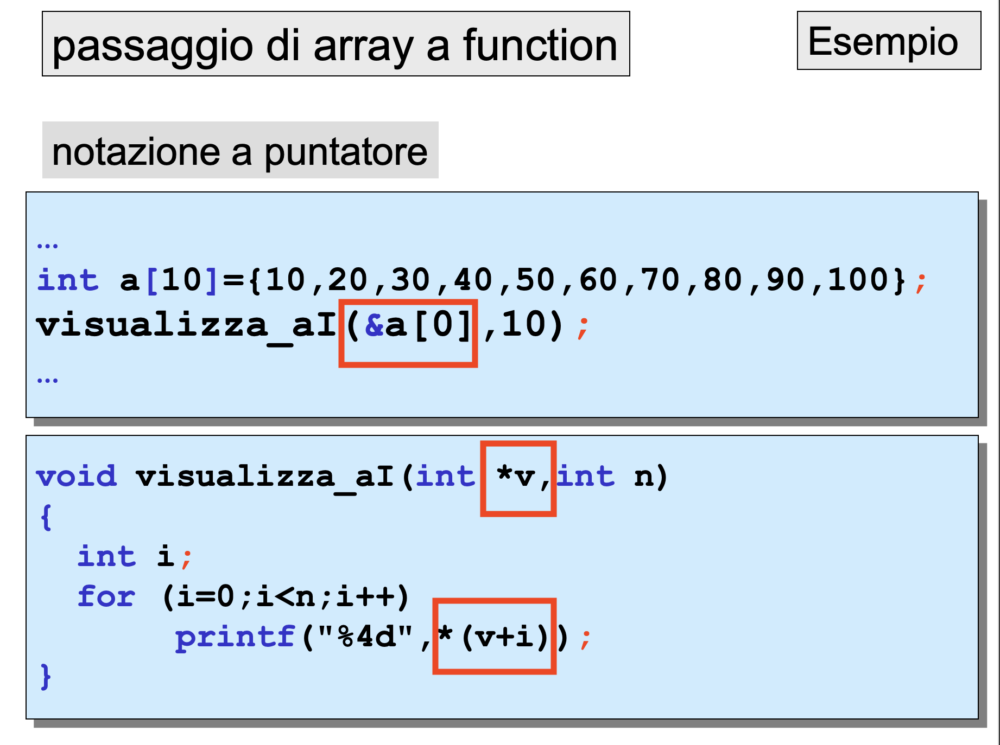 passaggio di array a function
Esempio
notazione a puntatore
...
int a[10]={10,20,30,40,50,60,70,80,90,100};
visualizza_aI(&a[0],10);
...
void visualizza_aI(int *v,int n)
{
int i;
for (i=0;i<n;i++)
printf("%4d",*(v+i));
}